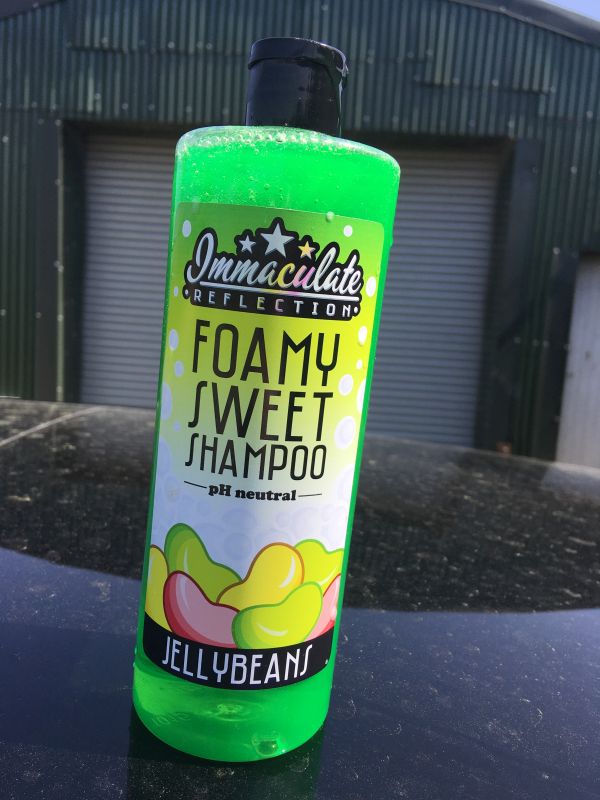 Immaculate
REFLECTION
FOAMY
SWEET
SHAMPOO
pH neutral
JELLYBEANS